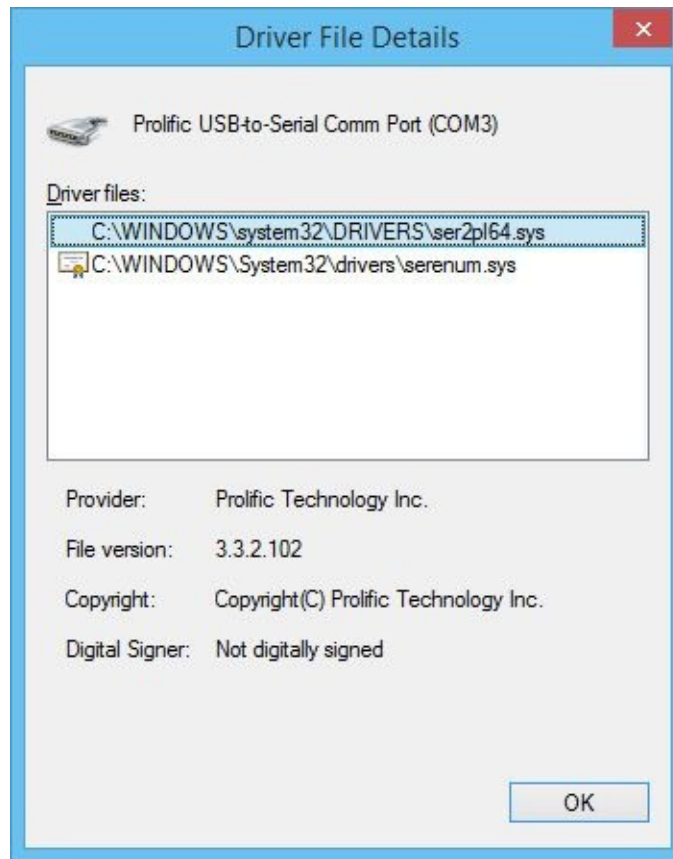 Driver File Details
Prolific USB-to-Serial Comm Port (COM3)
Driver files:
C:\WINDOWS\system32\DRIVERS\ser2pl64.sys
C:\WINDOWS\System32\drivers\serenum.sys
Provider: Prolific Technology Inc.
File version: 3.3.2.102
Copyright: Copyright(C) Prolific Technology Inc.
Digital Signer: Not digitally signed
OK